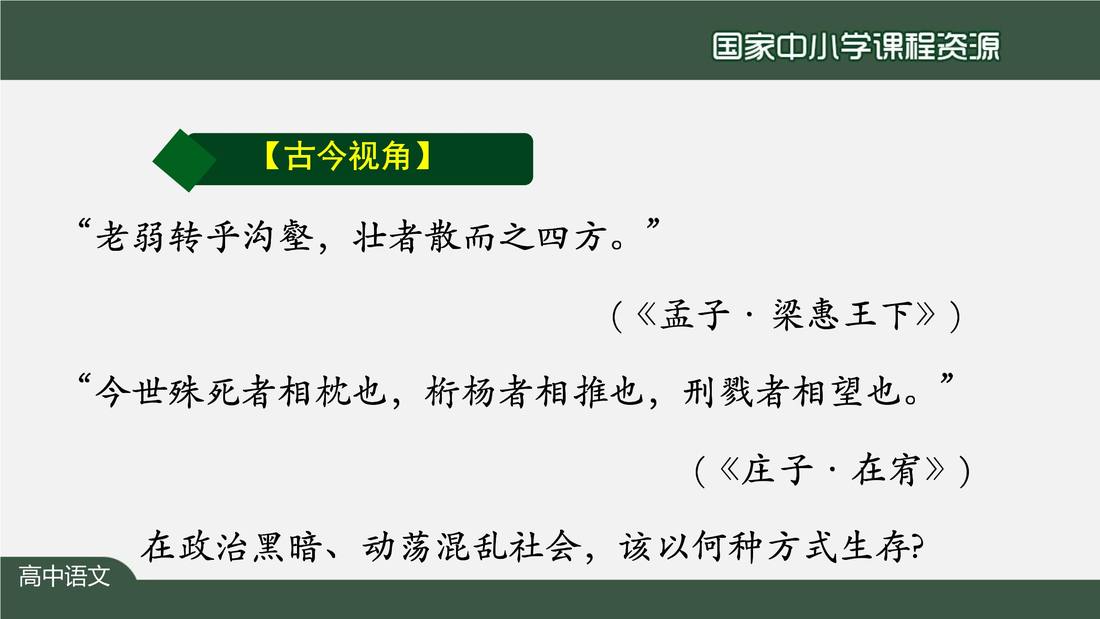 国家中小学课程资源
【古今视角】
“老弱转乎沟壑，壮者散而之四方。”
(《孟子·梁惠王下》)
“今世殊死者相枕也，桁杨者相推也，刑戮者相望也。”
(《庄子·在宥》)
在政治黑暗、动荡混乱社会，该以何种方式生存?
高中语文